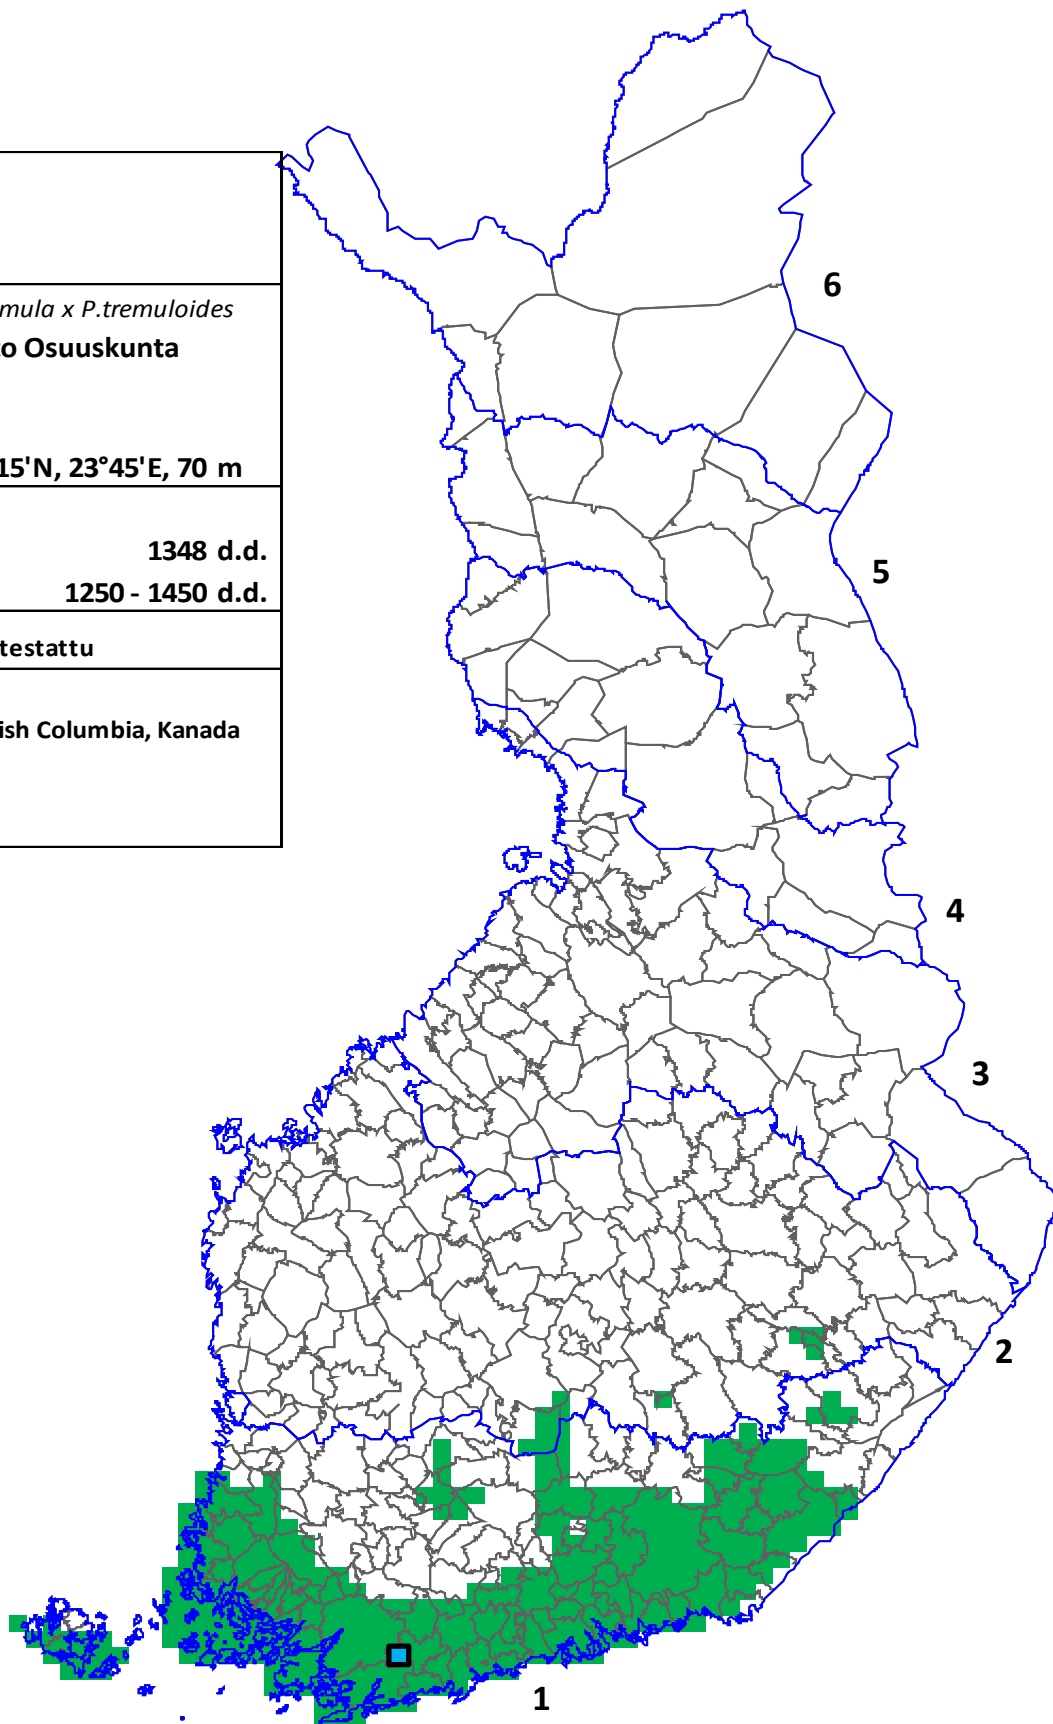 mula x P.tremuloides
to Osuuskunta
15'N, 23°45'E, 70 m
1348 d.d.
1250 - 1450 d.d.
testattu
ish Columbia, Kanada
6
5
4
3
2
1